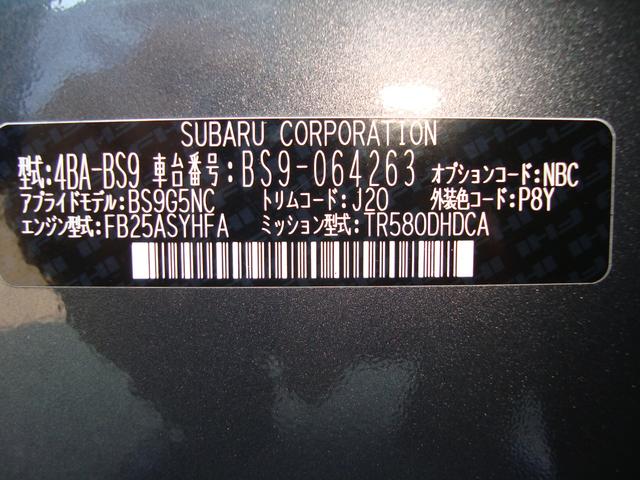 SUBARU CORPORATION
型式:4BA-BS9 車台番号:BS9-064263 オプションコード:NBC
アプライドモデル:BS9G5NC トリムコード:J20 外装色コード:P8Y
エンジン型式:FB25ASYHFA ミッション型式:TR580DHDCA